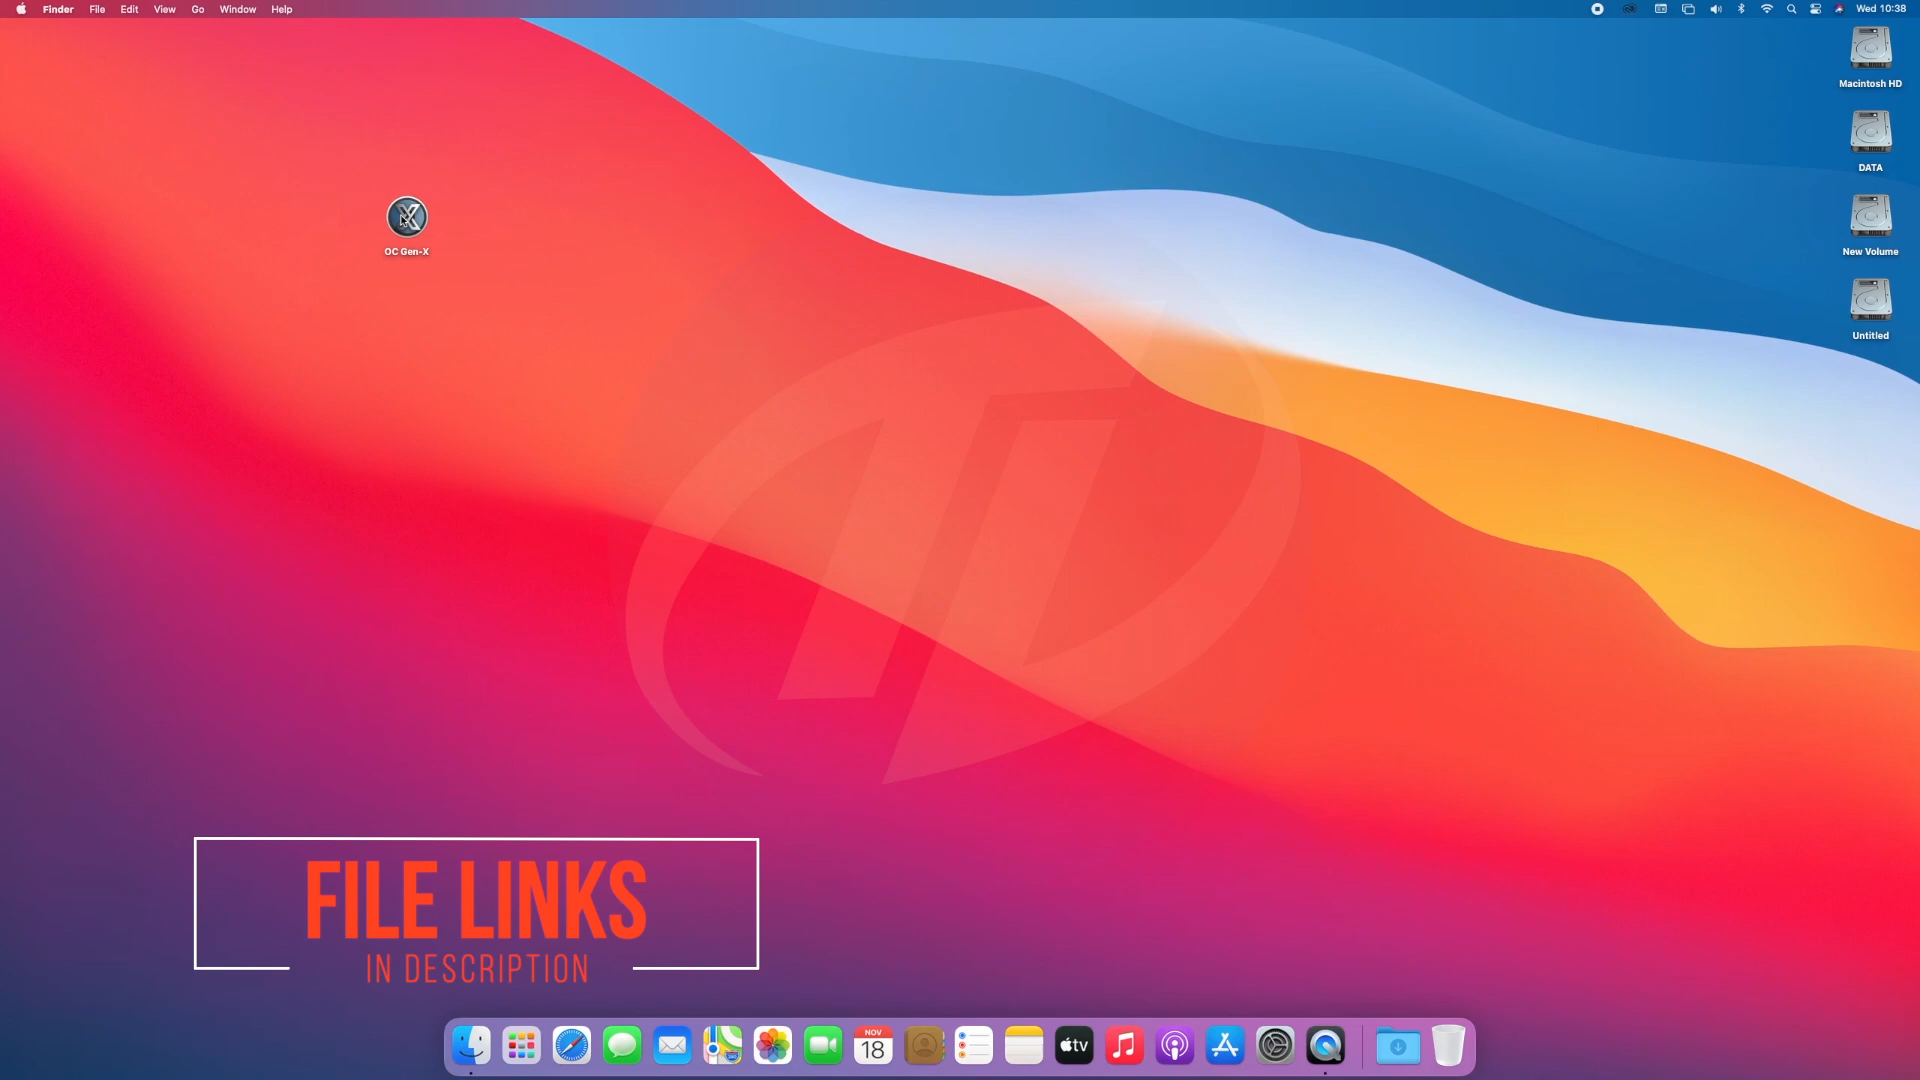 Finder File Edit View Go Window Help
Wed 10:38
Macintosh HD
DATA
New Volume
Untitled
OC Gen-X
FILE LINKS
IN DESCRIPTION
NOV
18
tv